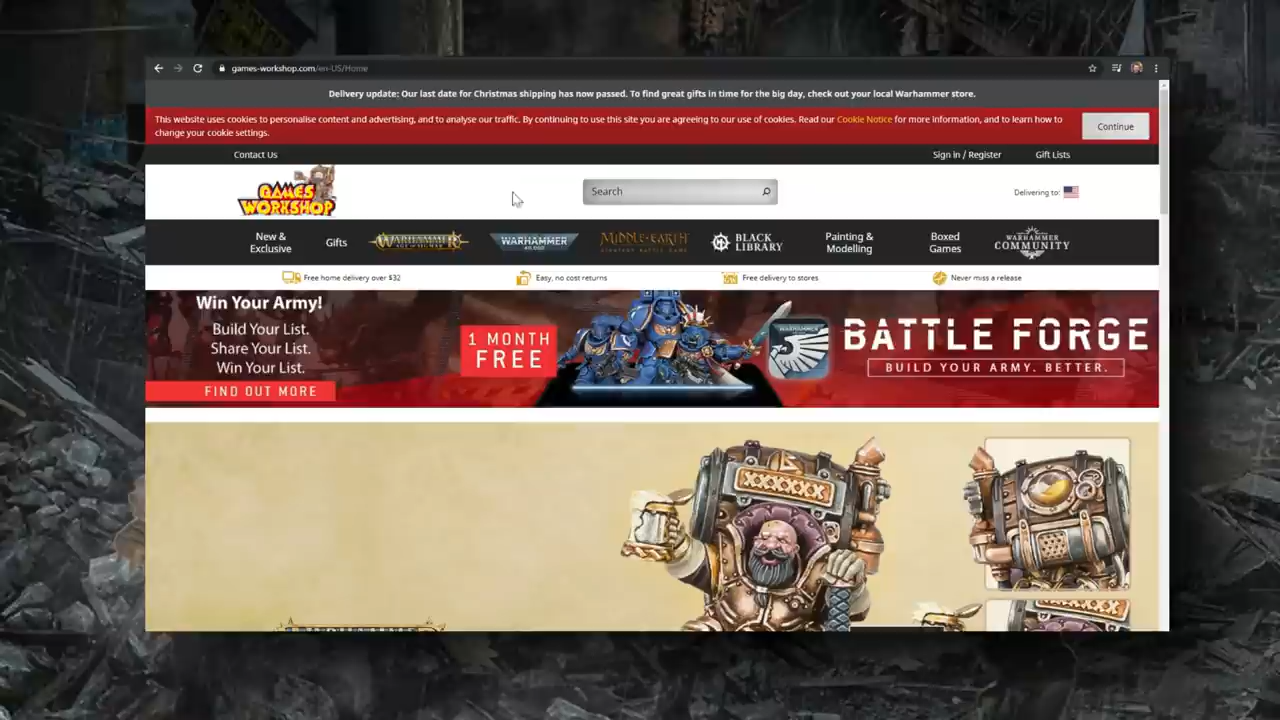 games-workshop.com/en-US/Home
Delivery update: Our last date for Christmas shipping has now passed. To find great gifts in time for the big day, check out your local Warhammer store.
This website uses cookies to personalise content and advertising, and to analyse our traffic. By continuing to use this site you are agreeing to our use of cookies. Read our Cookie Notice for more information, and to learn how to
change your cookie settings.
Continue
Contact Us
Sign in / Register
Gift Lists
GAMES
WORKSHOP
Search
Delivering to:
New &
Exclusive
Gifts
WARHAMMER
WARHAMMER
MIDDLE-EARTH
STRATEGY BATTLE GAME
BLACK
LIBRARY
Painting &
Modelling
Boxed
Games
WARHAMMER
COMMUNITY
Free home delivery over $32
Easy, no cost returns
Free delivery to stores
Never miss a release
Win Your Army!
Build Your List.
Share Your List.
Win Your List.
FIND OUT MORE
1 MONTH
FREE
WARHAMMER
BATTLE FORGE
BUILD YOUR ARMY. BETTER.
XXXXXX